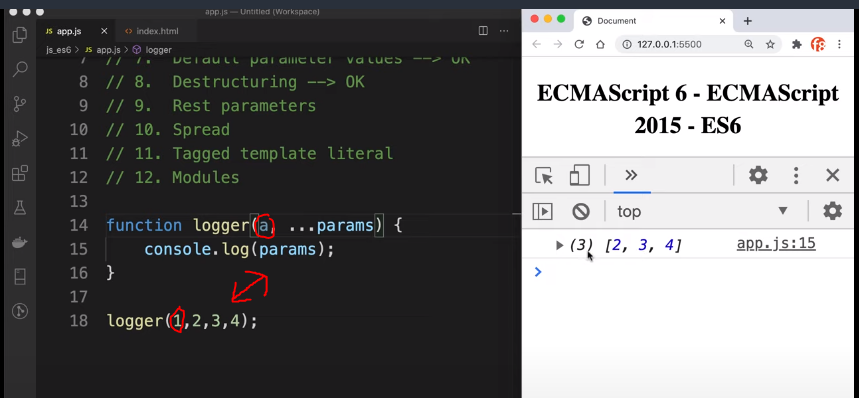 app.js — Untitled (Workspace)
JS app.js ×
<> index.html
js_es6 > JS app.js > logger
7 // 7. Default parameter values --> OK
8 // 8. Destructuring --> OK
9 // 9. Rest parameters
10 // 10. Spread
11 // 11. Tagged template literal
12 // 12. Modules
13
14 function logger(a, ...params) {
15 console.log(params);
16 }
17
18 logger(1,2,3,4);
Document
127.0.0.1:5500
ECMAScript 6 - ECMAScript
2015 - ES6
top
(3) [2, 3, 4] app.js:15